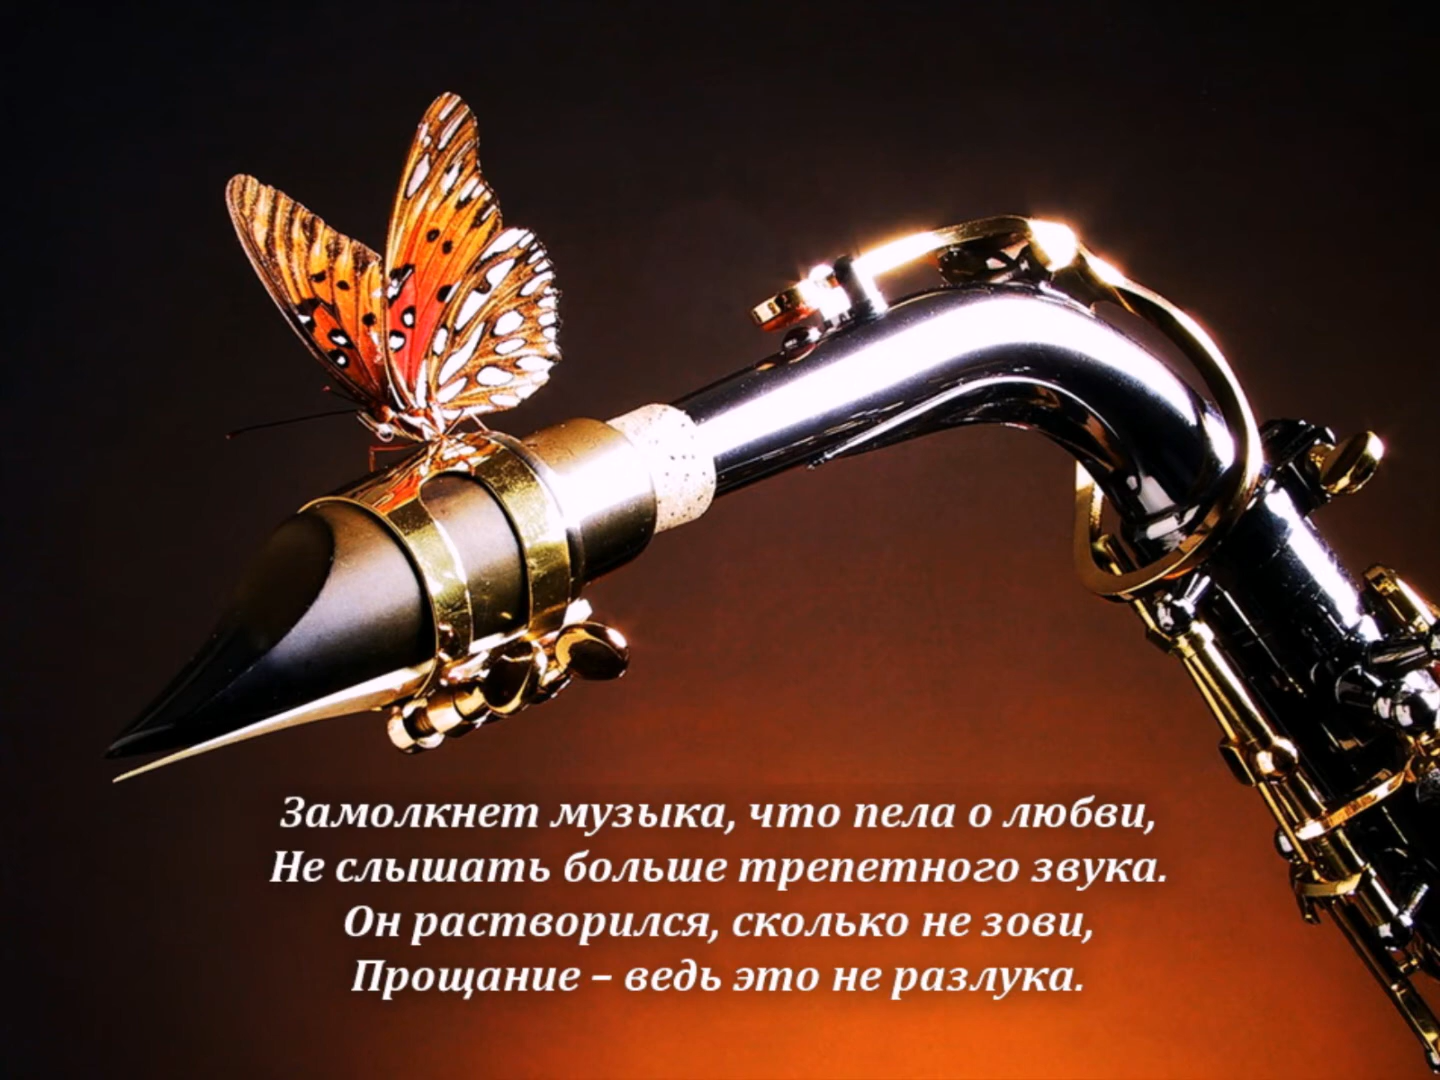 Замолкнет музыка, что пела о любви,
Не слышать больше трепетного звука.
Он растворился, сколько не зови,
Прощание – ведь это не разлука.